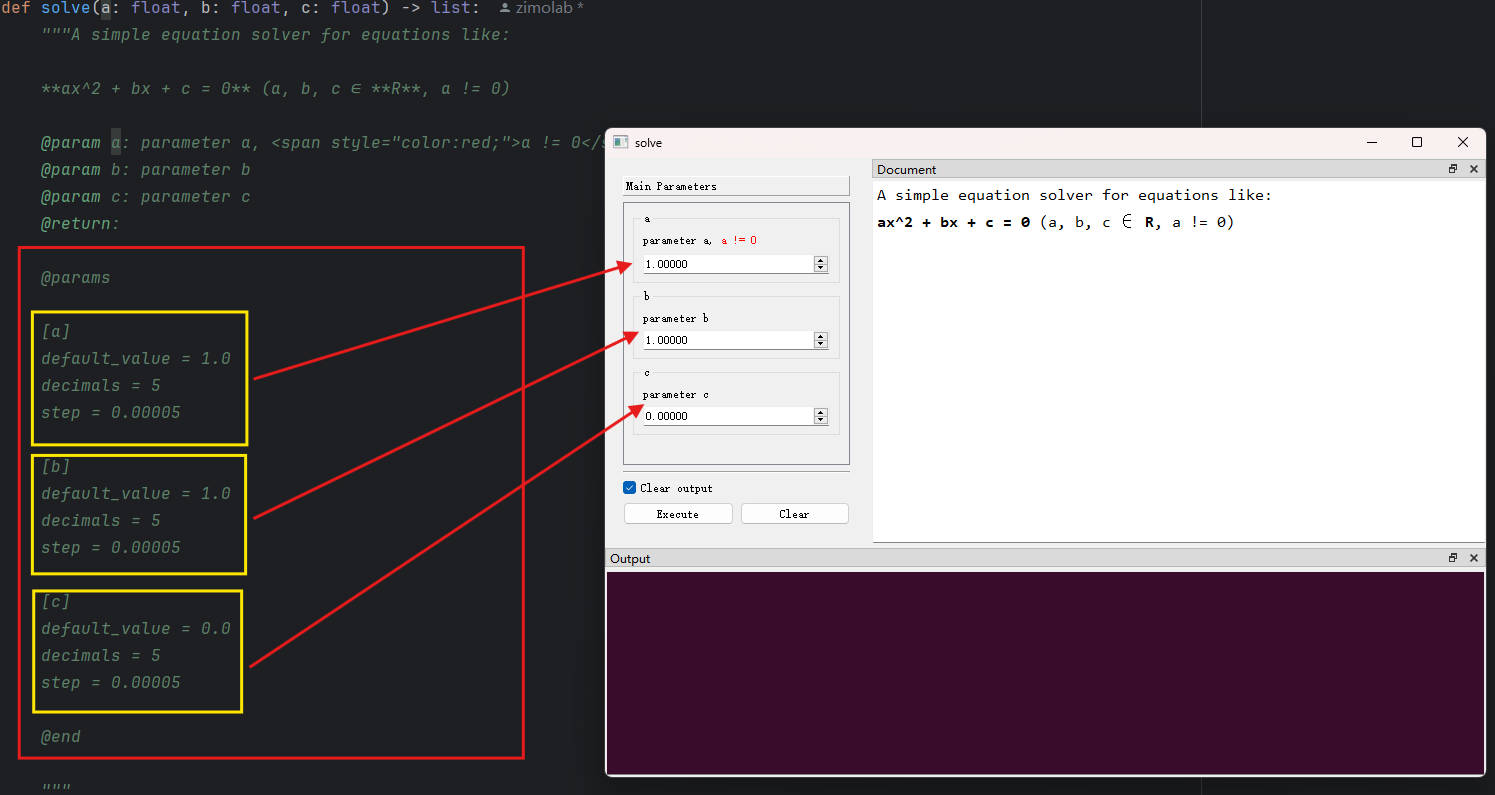 def solve(a: float, b: float, c: float) -> list:  zimolab *
"""A simple equation solver for equations like:
**ax^2 + bx + c = 0** (a, b, c ∈ **R**, a != 0)
@param a: parameter a, <span style="color:red;">a != 0</
@param b: parameter b
@param c: parameter c
@return:
@params
[a]
default_value = 1.0
decimals = 5
step = 0.00005
[b]
default_value = 1.0
decimals = 5
step = 0.00005
[c]
default_value = 0.0
decimals = 5
step = 0.00005
@end
"""
solve
Main Parameters
a
parameter a, a != 0
1.00000
b
parameter b
1.00000
c
parameter c
0.00000
Clear output
Execute
Clear
Document
A simple equation solver for equations like:
ax^2 + bx + c = 0 (a, b, c ∈ R, a != 0)
Output